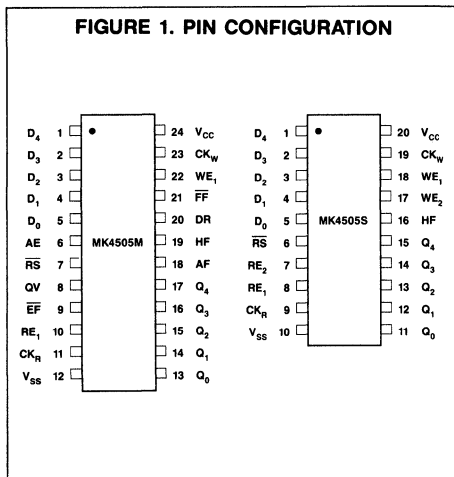 FIGURE 1. PIN CONFIGURATION
D4 1 24 VCC
D3 2 23 CKW
D2 3 22 WE1
D1 4 21 F̅F̅
D0 5 20 DR
AE 6 MK4505M 19 HF
R̅S̅ 7 18 AF
QV 8 17 Q4
E̅F̅ 9 16 Q3
RE1 10 15 Q2
CKR 11 14 Q1
VSS 12 13 Q0
D4 1 20 VCC
D3 2 19 CKW
D2 3 18 WE1
D1 4 17 WE2
D0 5 MK4505S 16 HF
R̅S̅ 6 15 Q4
RE2 7 14 Q3
RE1 8 13 Q2
CKR 9 12 Q1
VSS 10 11 Q0